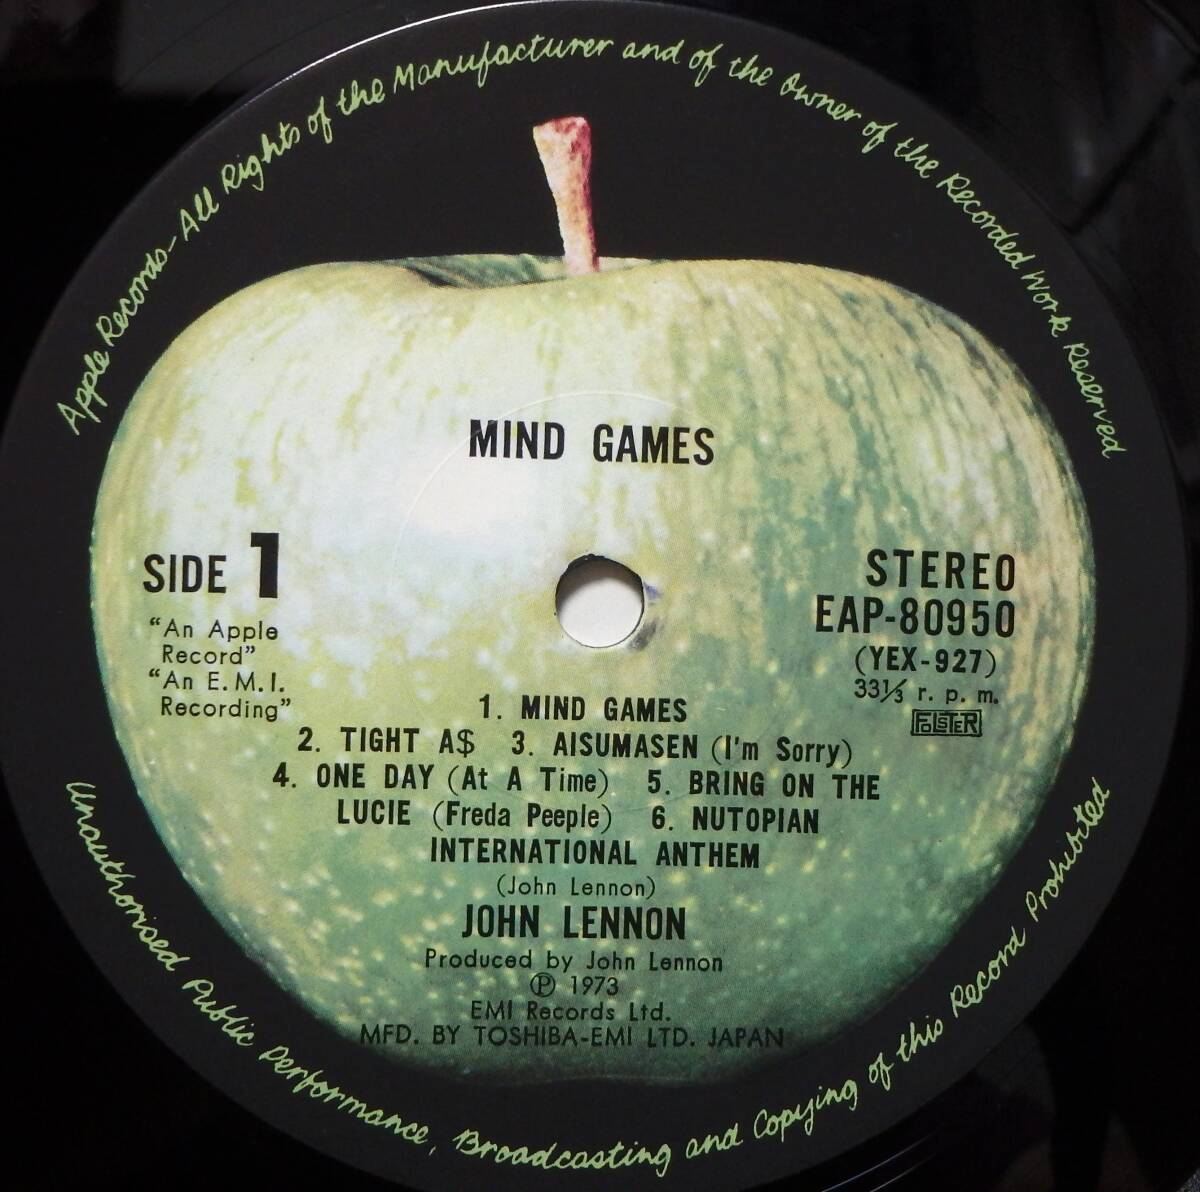 Apple Records-All Rights of the Manufacturer and of the Owner of the Recorded Work Reserved
MIND GAMES
SIDE 1
"An Apple
Record"
"An E.M.I.
Recording"
STEREO
EAP-80950
(YEX-927)
33⅓ r. p. m.
FOLSTER
1. MIND GAMES
2. TIGHT A$ 3. AISUMASEN (I'm Sorry)
4. ONE DAY (At A Time) 5. BRING ON THE
LUCIE (Freda Peeple) 6. NUTOPIAN
INTERNATIONAL ANTHEM
(John Lennon)
JOHN LENNON
Produced by John Lennon
Ⓟ 1973
EMI Records Ltd.
MFD. BY TOSHIBA-EMI LTD. JAPAN
Unauthorised Public Performance, Broadcasting and Copying of this Record Prohibited